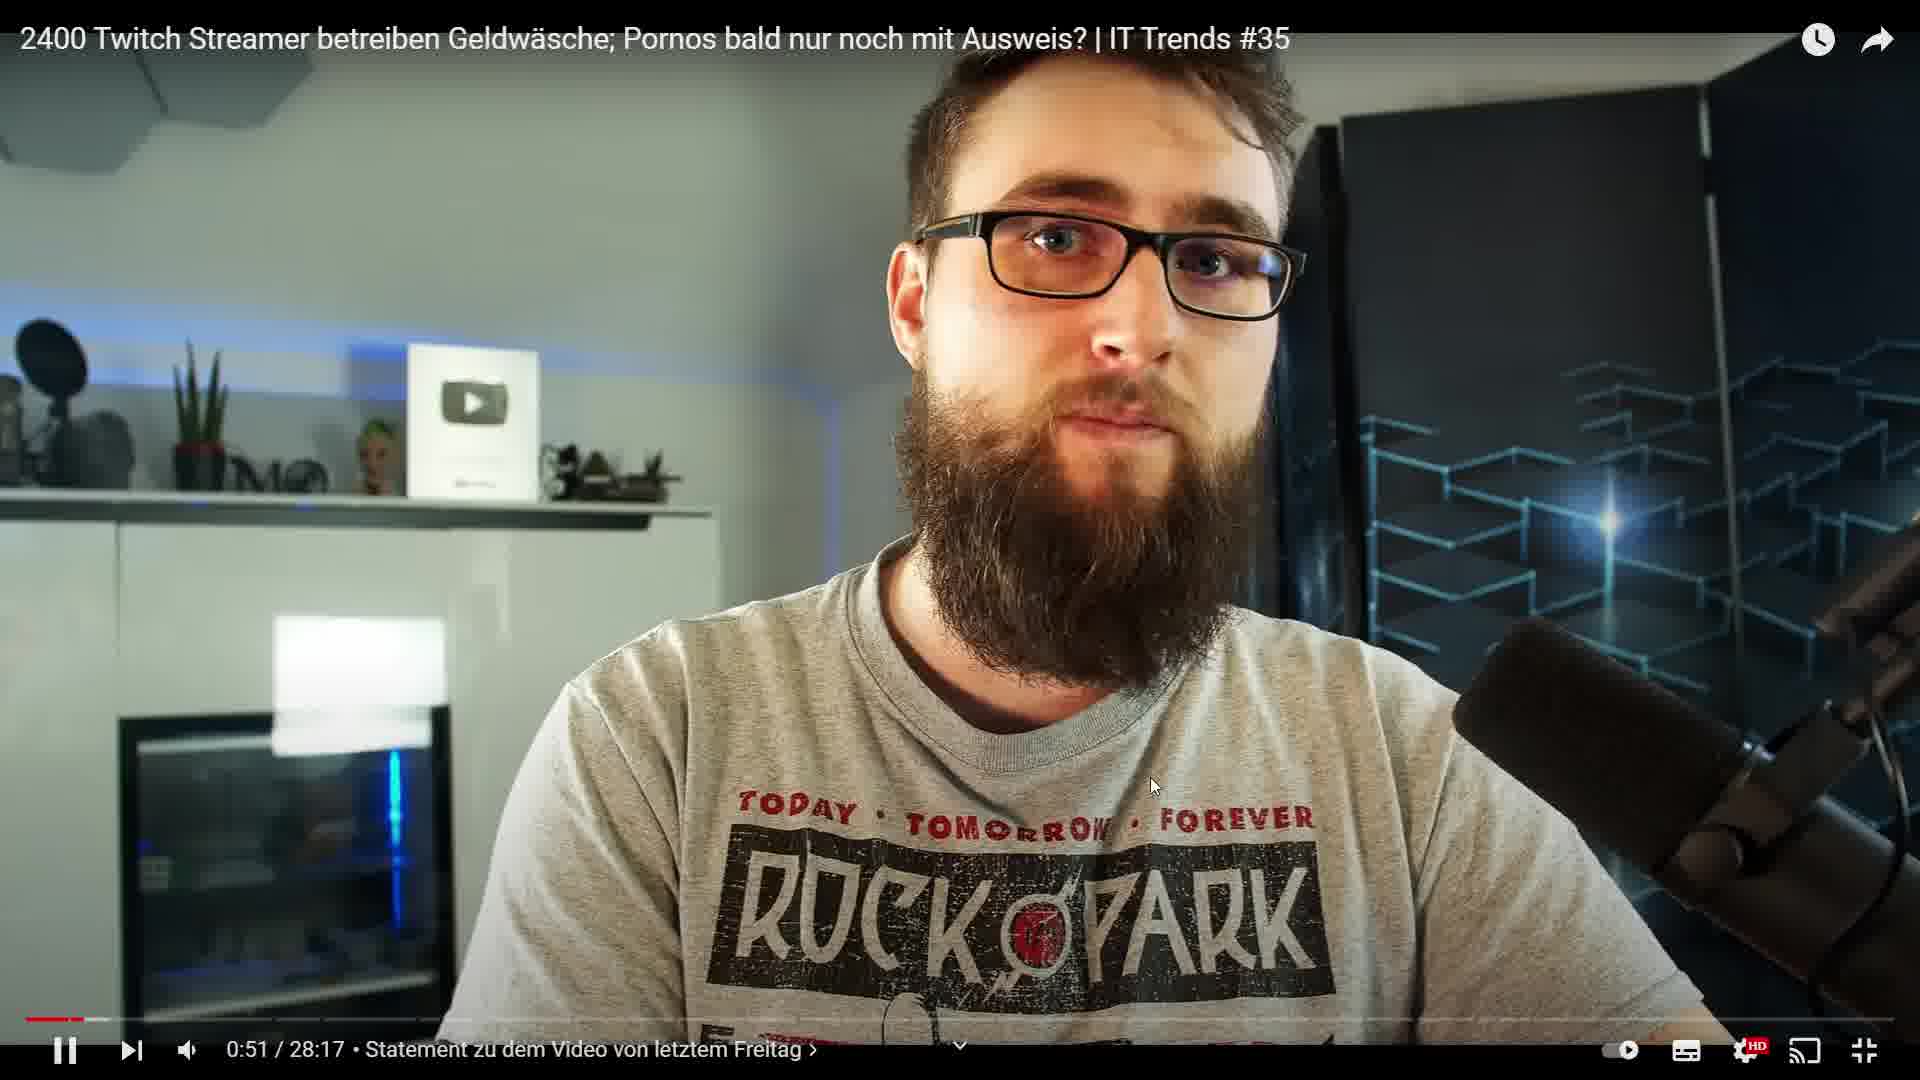 2400 Twitch Streamer betreiben Geldwäsche; Pornos bald nur noch mit Ausweis? | IT Trends #35
TODAY · TOMORROW · FOREVER
ROCK PARK
0:51 / 28:17 • Statement zu dem Video von letztem Freitag
HD